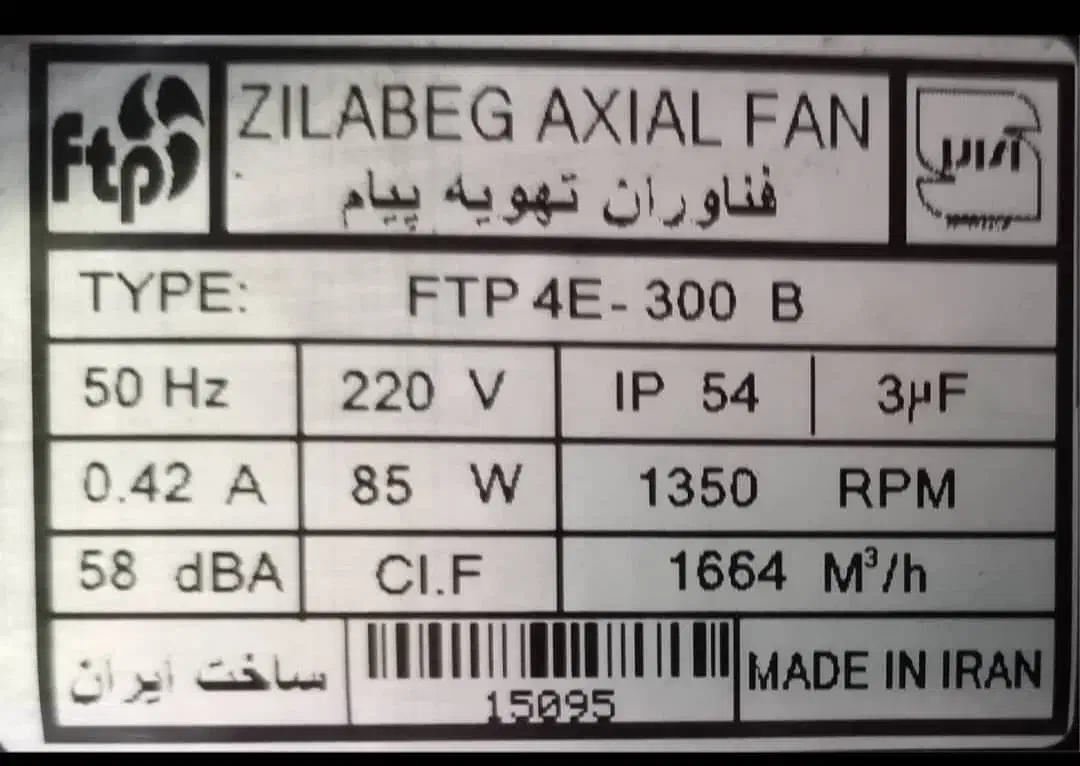 ftp
ZILABEG AXIAL FAN
فناوران تهویه پیام
TYPE: FTP 4E-300 B
50 Hz 220 V IP 54 3µF
0.42 A 85 W 1350 RPM
58 dBA CI.F 1664 M³/h
ساخت ایران 15095 MADE IN IRAN